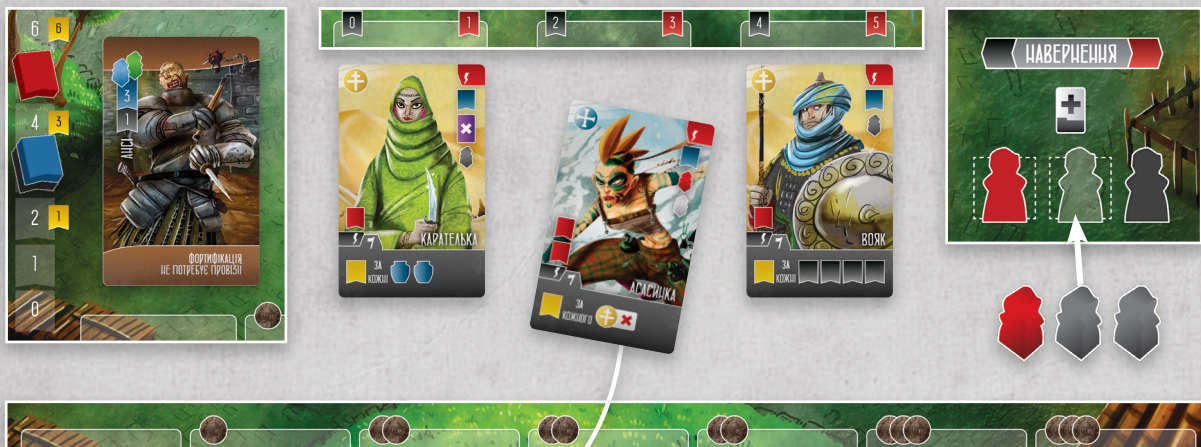 6 6
4 3
2 1
1
0
3
1
ФОРТИФІКАЦІЯ
НЕ ПОТРЕБУЄ ПРОВІЗІЇ
0 1 2 3 4 5
НАВЕРНЕННЯ
КАРАТЕЛЬКА
ЗА
КОЖНІ
АСАСИНКА
ЗА
КОЖНОГО
ВОЯК
ЗА
КОЖНІ